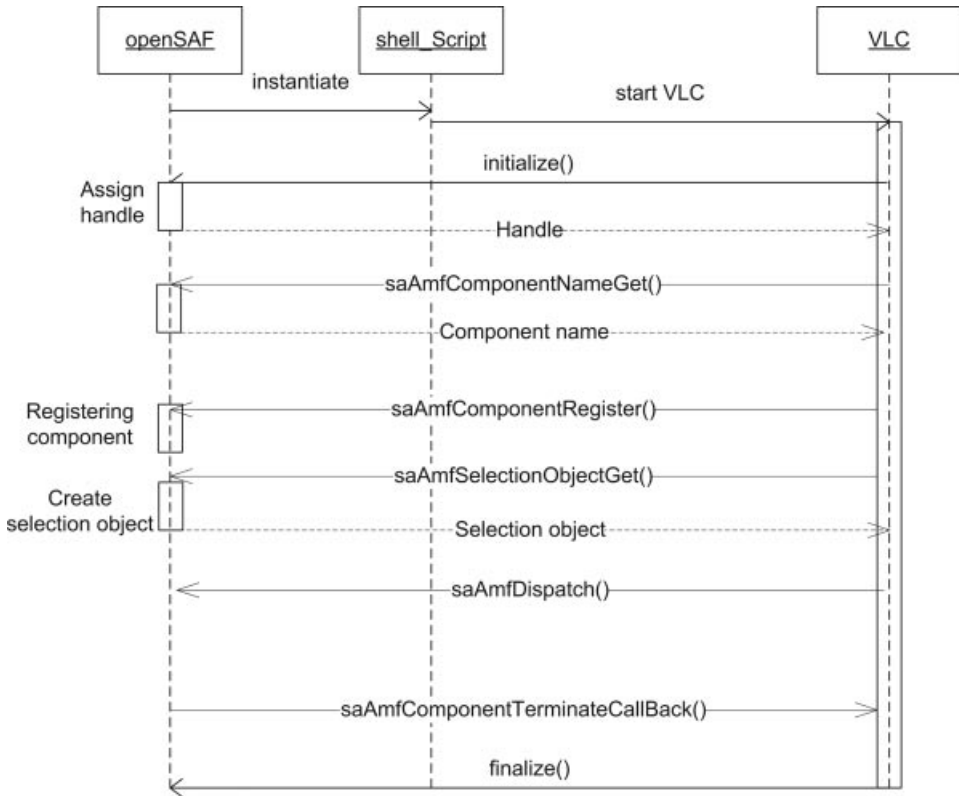 openSAF
shell_Script
VLC
instantiate
start VLC
initialize()
Assign
handle
Handle
saAmfComponentNameGet()
Component name
saAmfComponentRegister()
Registering
component
saAmfSelectionObjectGet()
Create
selection object
Selection object
saAmfDispatch()
saAmfComponentTerminateCallBack()
finalize()